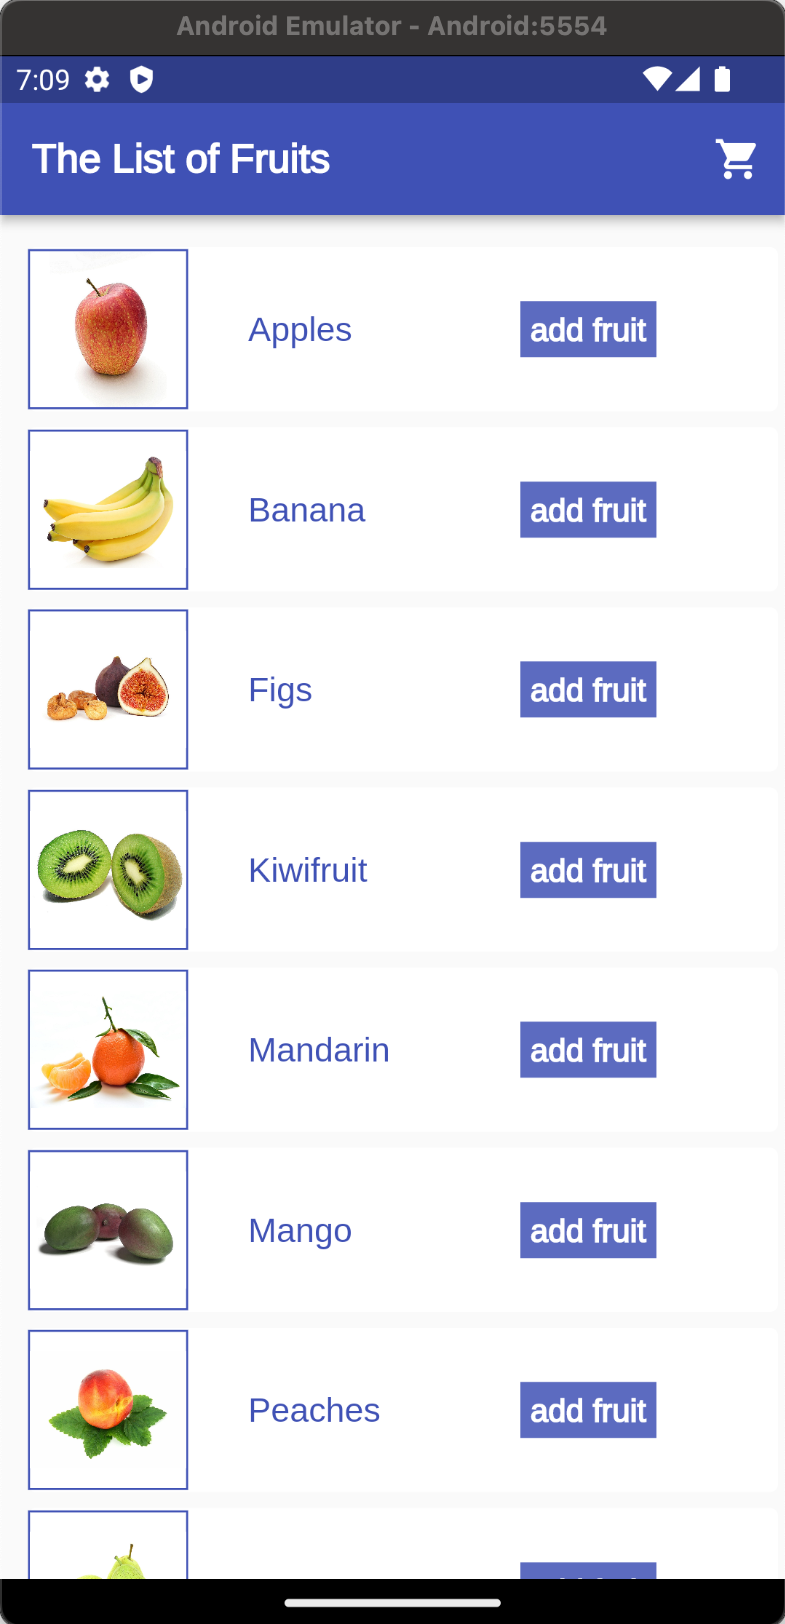 Android Emulator - Android:5554
7:09
The List of Fruits
Apples
add fruit
Banana
add fruit
Figs
add fruit
Kiwifruit
add fruit
Mandarin
add fruit
Mango
add fruit
Peaches
add fruit